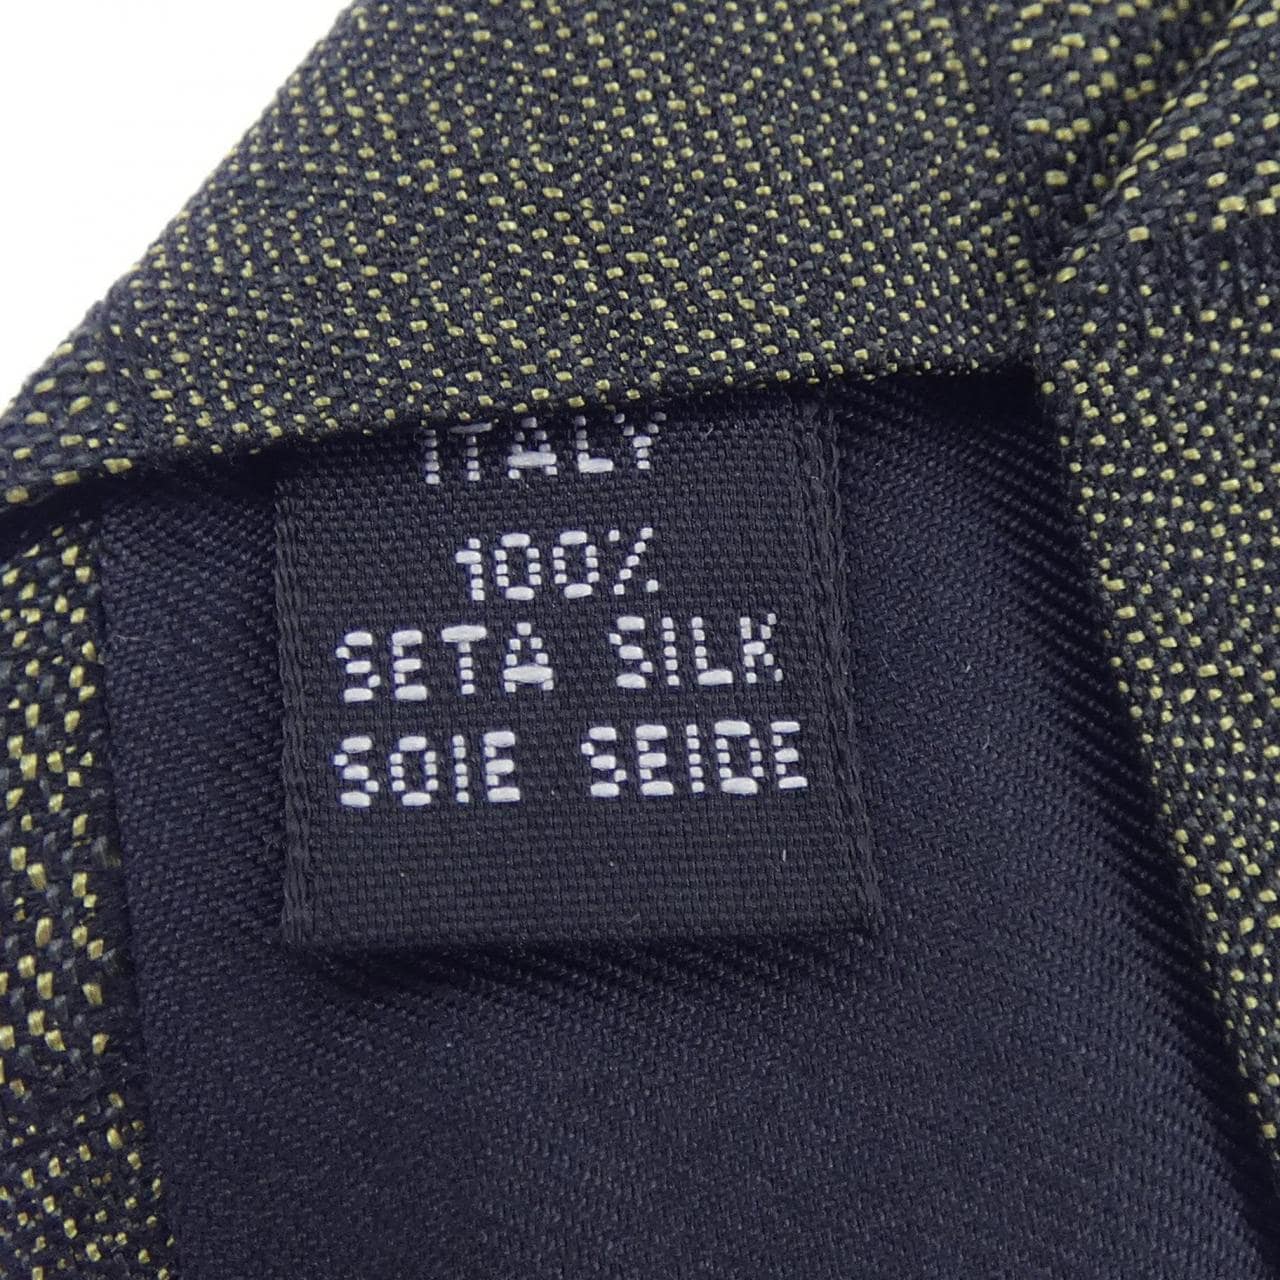 ITALY
100%
SETA SILK
SOIE SEIDE